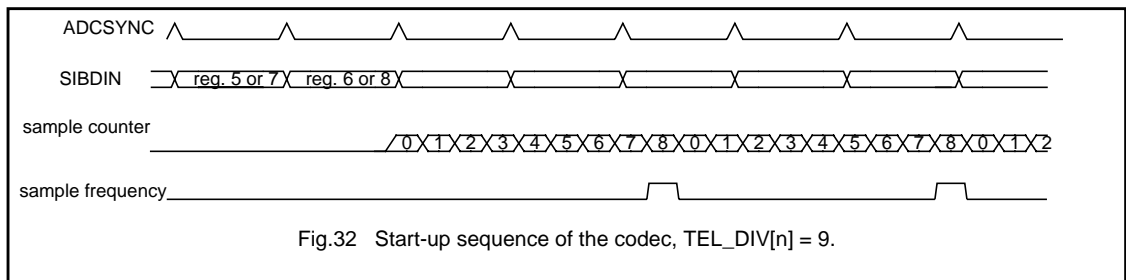 ADCSYNC
SIBDIN reg. 5 or 7 reg. 6 or 8
sample counter 0 1 2 3 4 5 6 7 8 0 1 2 3 4 5 6 7 8 0 1 2
sample frequency
Fig.32 Start-up sequence of the codec, TEL_DIV[n] = 9.